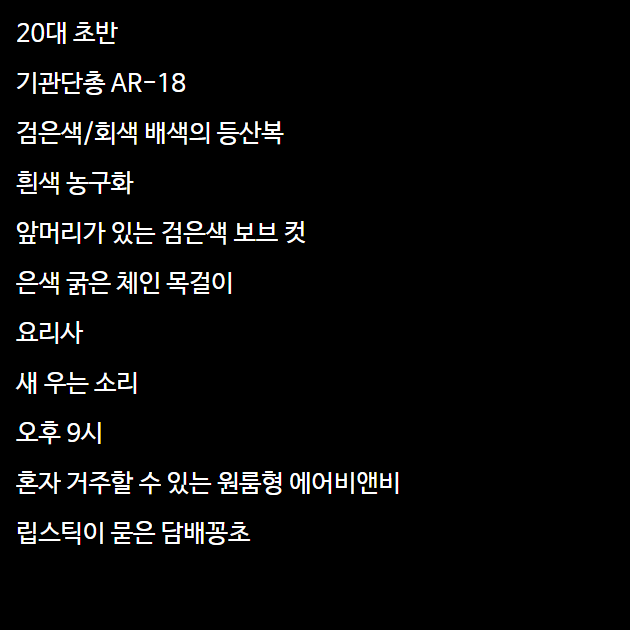 20대 초반
기관단총 AR-18
검은색/회색 배색의 등산복
흰색 농구화
앞머리가 있는 검은색 보브 컷
은색 굵은 체인 목걸이
요리사
새 우는 소리
오후 9시
혼자 거주할 수 있는 원룸형 에어비앤비
립스틱이 묻은 담배꽁초